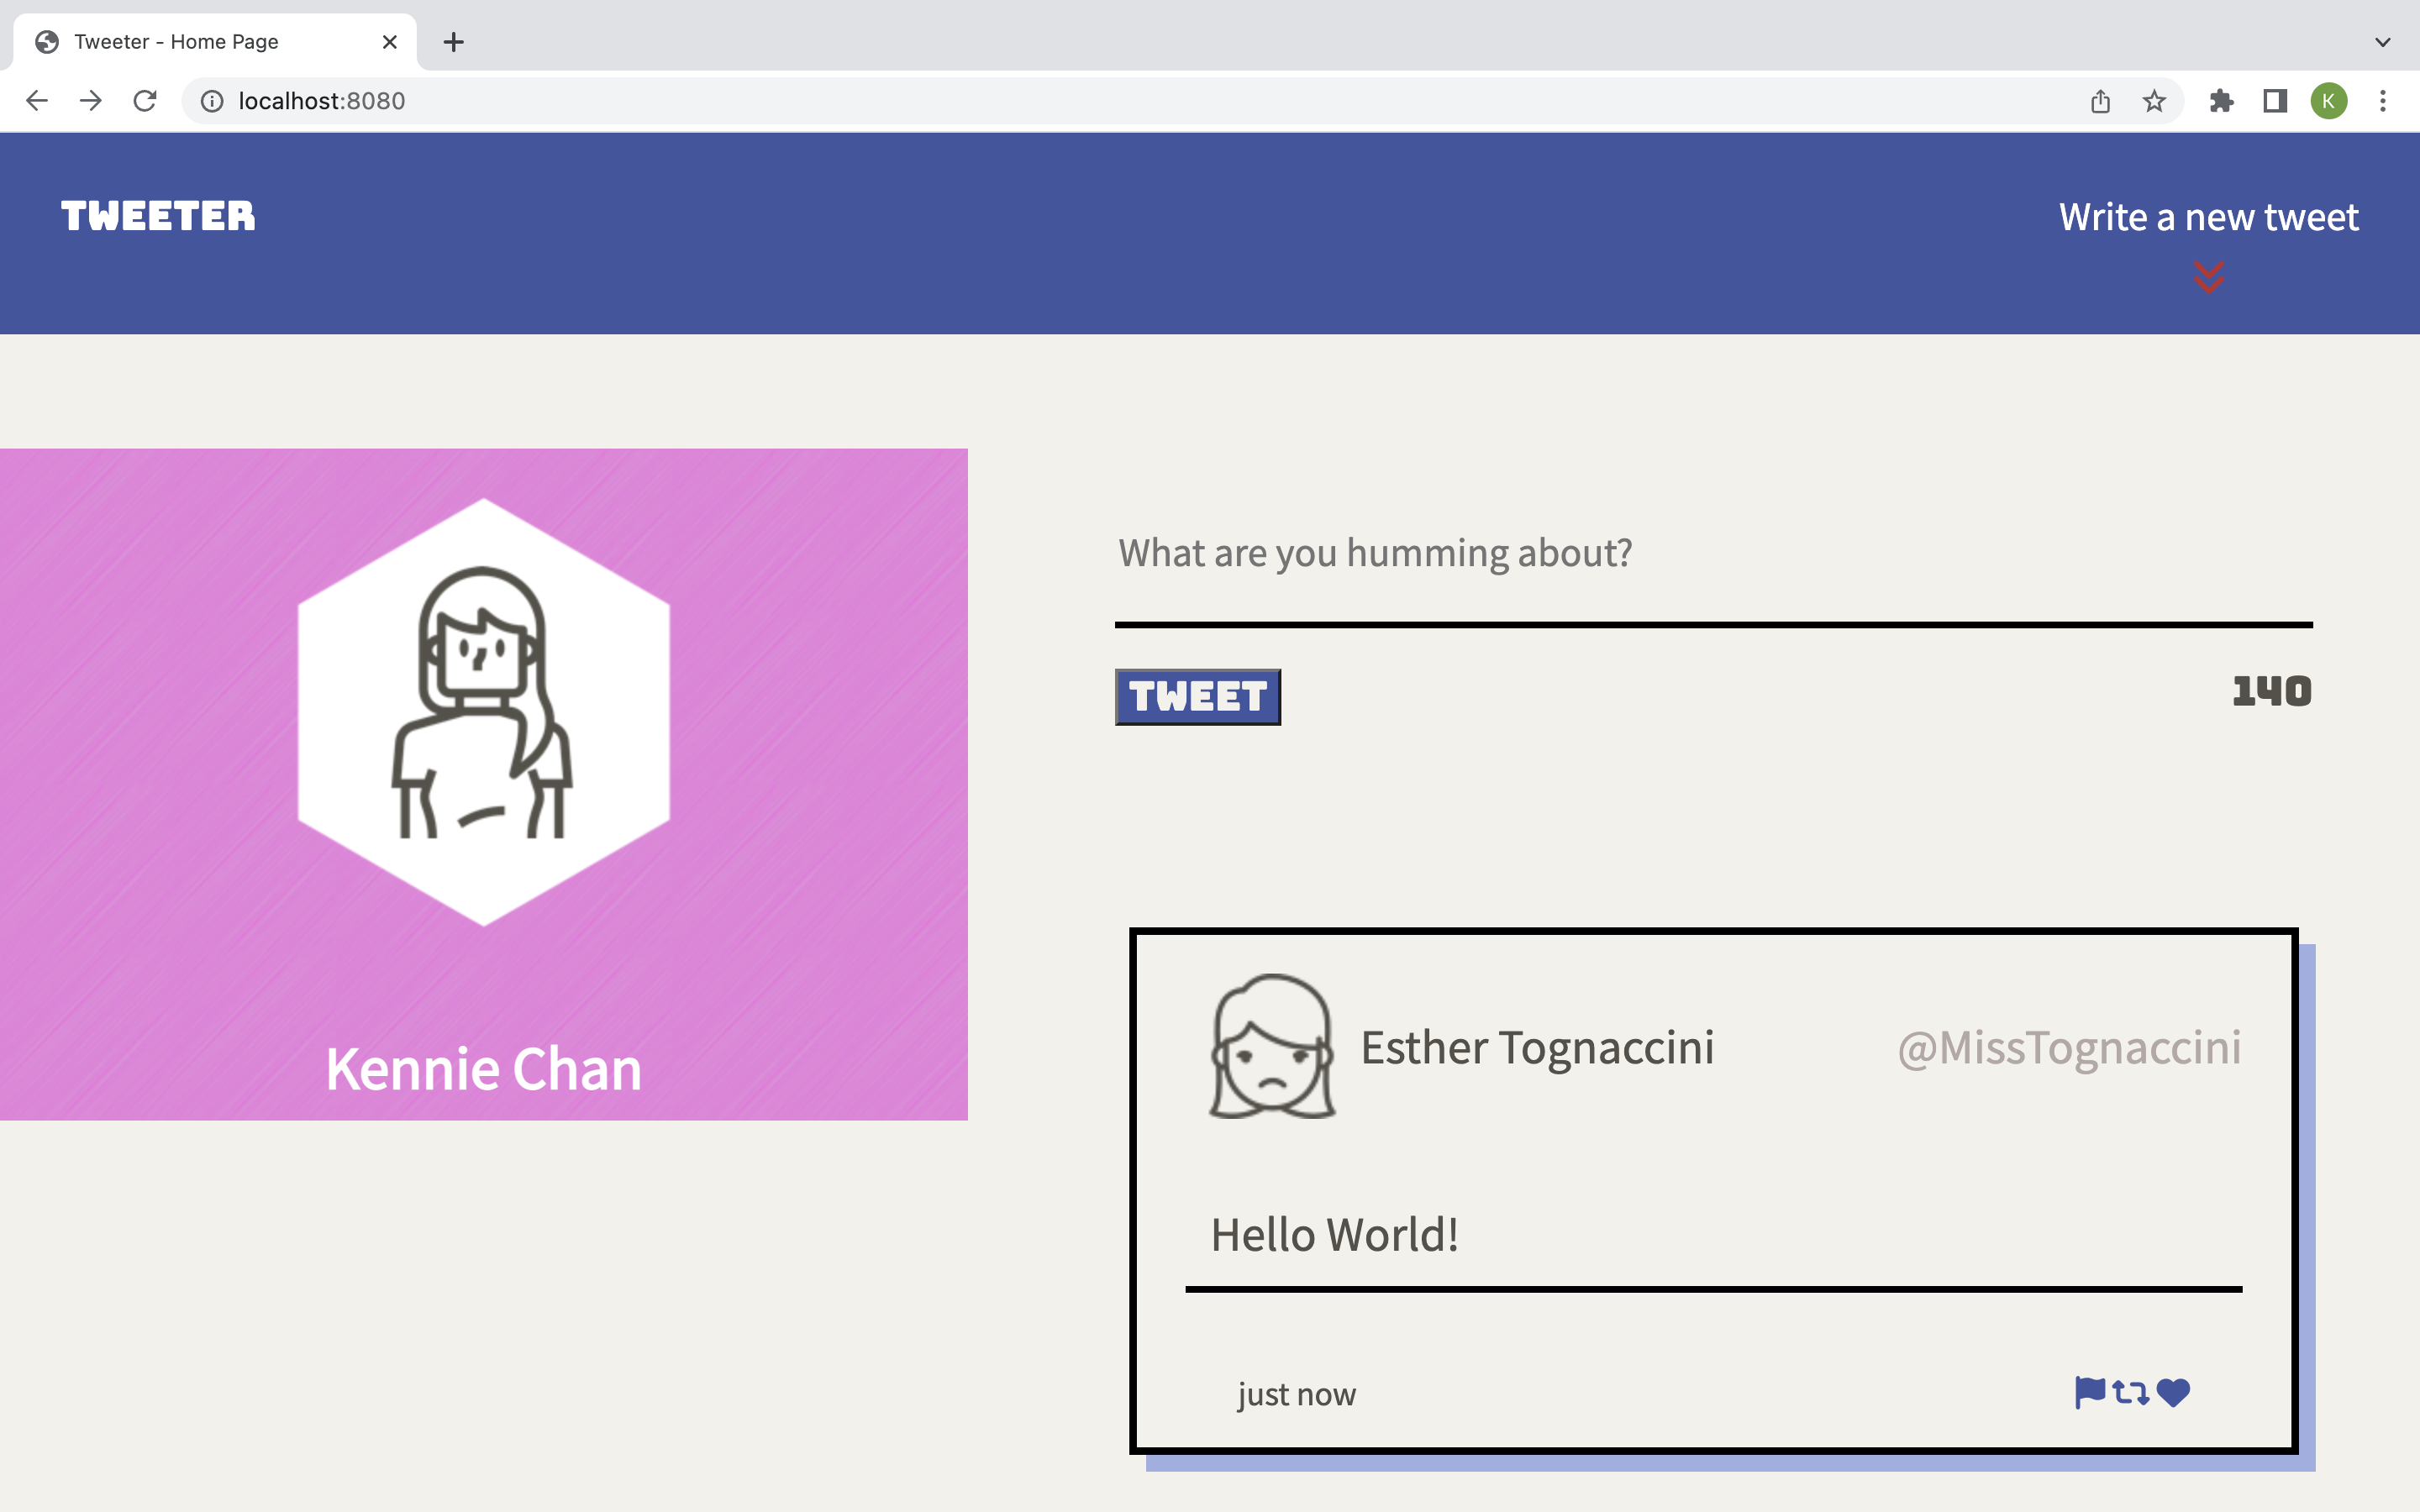 Tweeter - Home Page
localhost:8080
K
TWEETER
Write a new tweet
Kennie Chan
What are you humming about?
TWEET
140
Esther Tognaccini
@MissTognaccini
Hello World!
just now